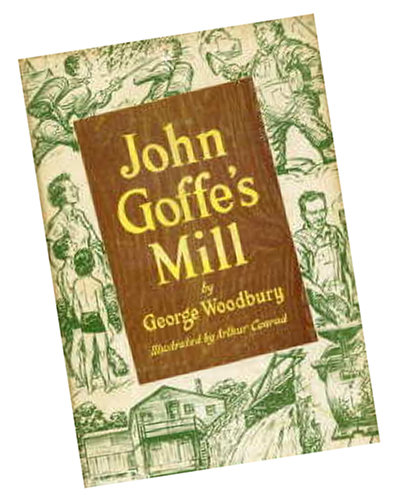 John
Goffe's
Mill
by
George Woodbury
Illustrated by Arthur Conrad